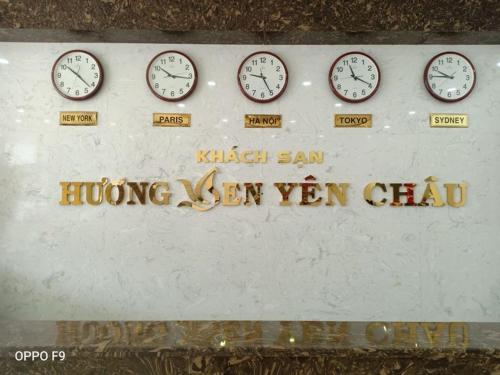 NEW YORK PARIS HA NOI TOKYO SYDNEY
KHÁCH SẠN
HƯƠNG SEN YÊN CHÂU
OPPO F9